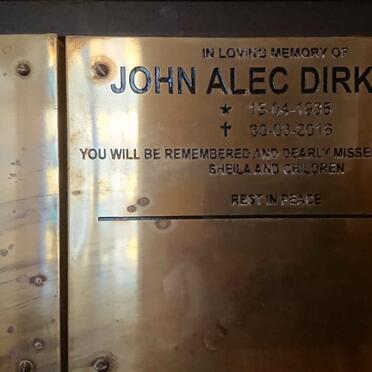 IN LOVING MEMORY OF
JOHN ALEC DIRK
★ 15-04-1935
✝ 30-03-2016
YOU WILL BE REMEMBERED AND DEARLY MISSE
SHEILA AND CHILDREN
REST IN PEACE